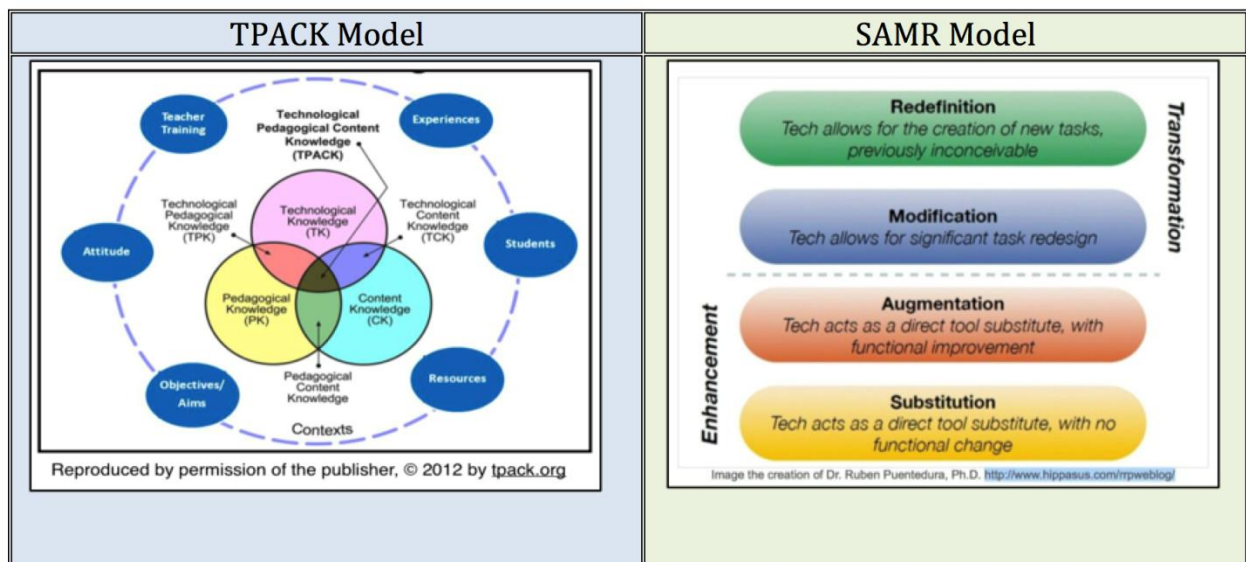 TPACK Model
Teacher
Training
Experiences
Technological
Pedagogical Content
Knowledge
(TPACK)
Technological
Pedagogical
Knowledge
(TPK)
Technological
Knowledge
(TK)
Technological
Content
Knowledge
(TCK)
Attitude
Students
Pedagogical
Knowledge
(PK)
Content
Knowledge
(CK)
Objectives/
Aims
Pedagogical
Content
Knowledge
Resources
Contexts
Reproduced by permission of the publisher, © 2012 by tpack.org
SAMR Model
Redefinition
Tech allows for the creation of new tasks,
previously inconceivable
Modification
Tech allows for significant task redesign
Transformation
Augmentation
Tech acts as a direct tool substitute, with
functional improvement
Substitution
Tech acts as a direct tool substitute, with no
functional change
Enhancement
Image the creation of Dr. Ruben Puentedura, Ph.D. http://www.hippasus.com/rrpweblog/